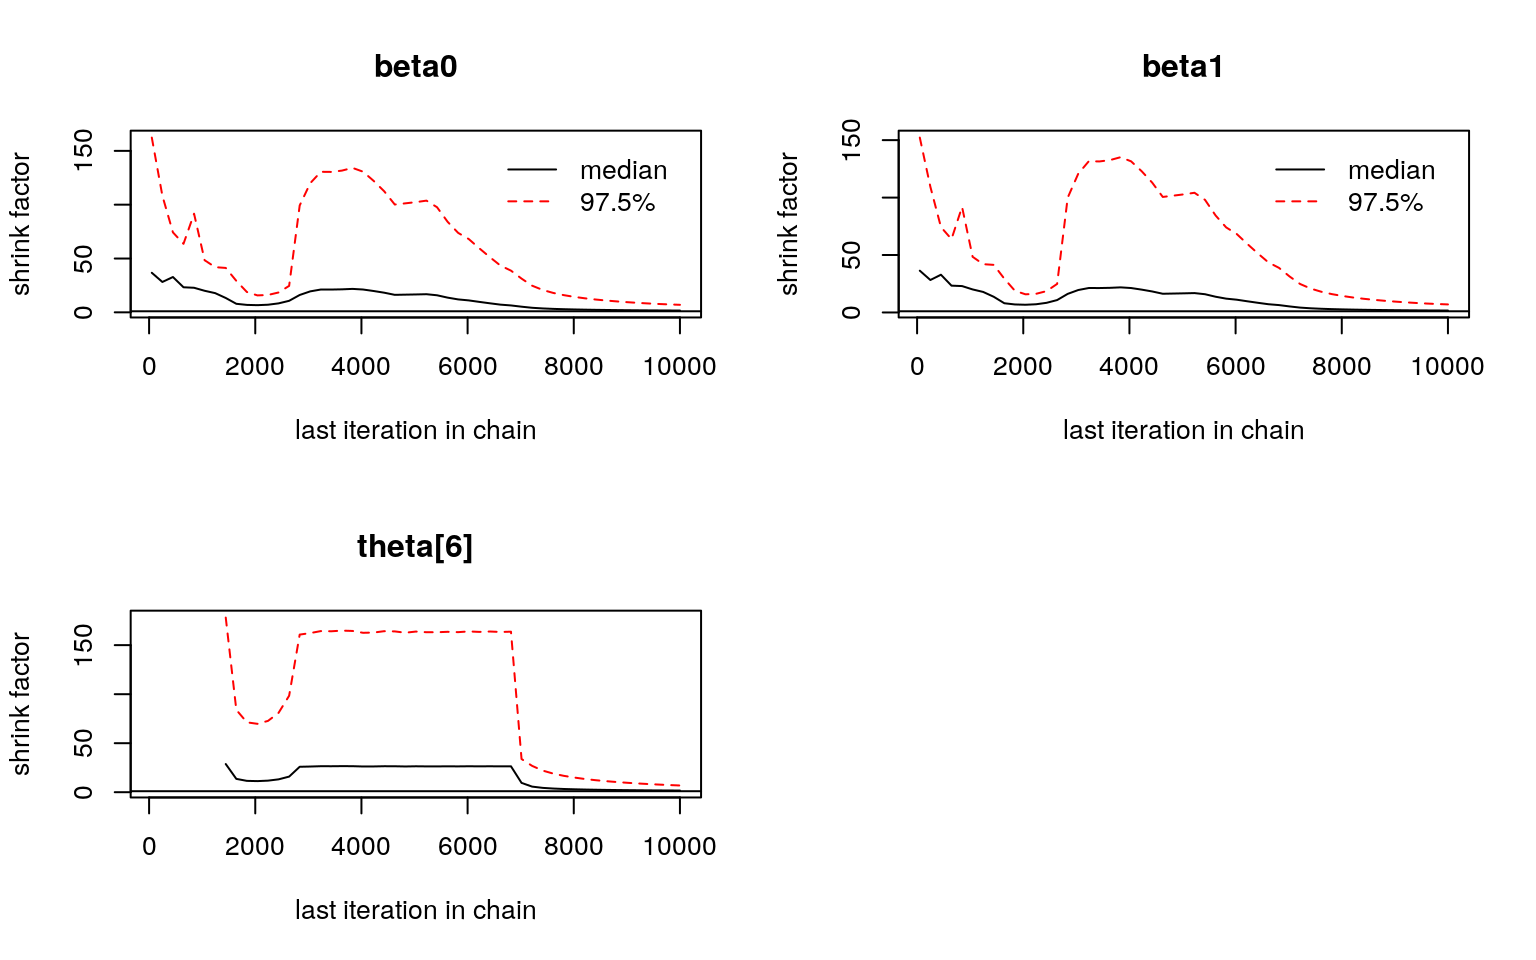 beta0
shrink factor
0
50
150
median
97.5%
0 2000 4000 6000 8000 10000
last iteration in chain
beta1
shrink factor
0
50
150
median
97.5%
0 2000 4000 6000 8000 10000
last iteration in chain
theta[6]
shrink factor
0
50
150
0 2000 4000 6000 8000 10000
last iteration in chain